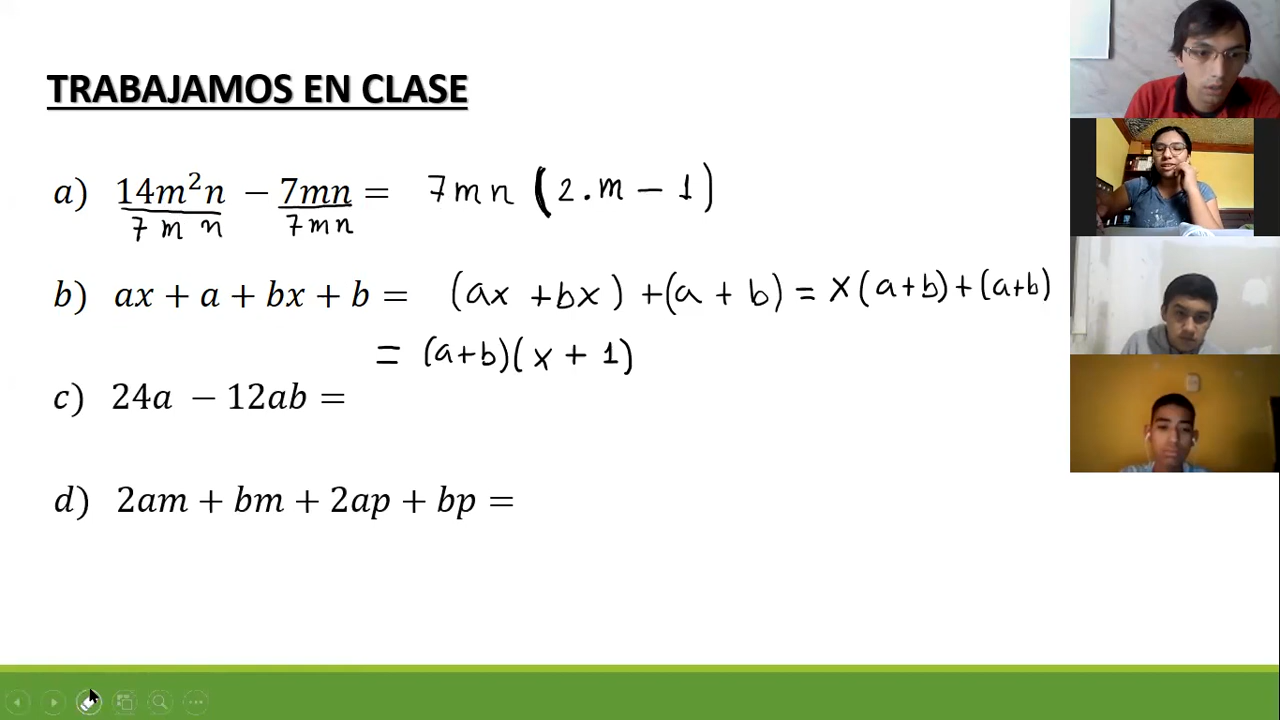 TRABAJAMOS EN CLASE
a) 14m²n − 7mn = 7mn (2.m − 1)
7 m n 7mn
b) ax + a + bx + b = (ax + bx) + (a + b) = x(a+b) + (a+b)
= (a+b)(x + 1)
c) 24a − 12ab =
d) 2am + bm + 2ap + bp =